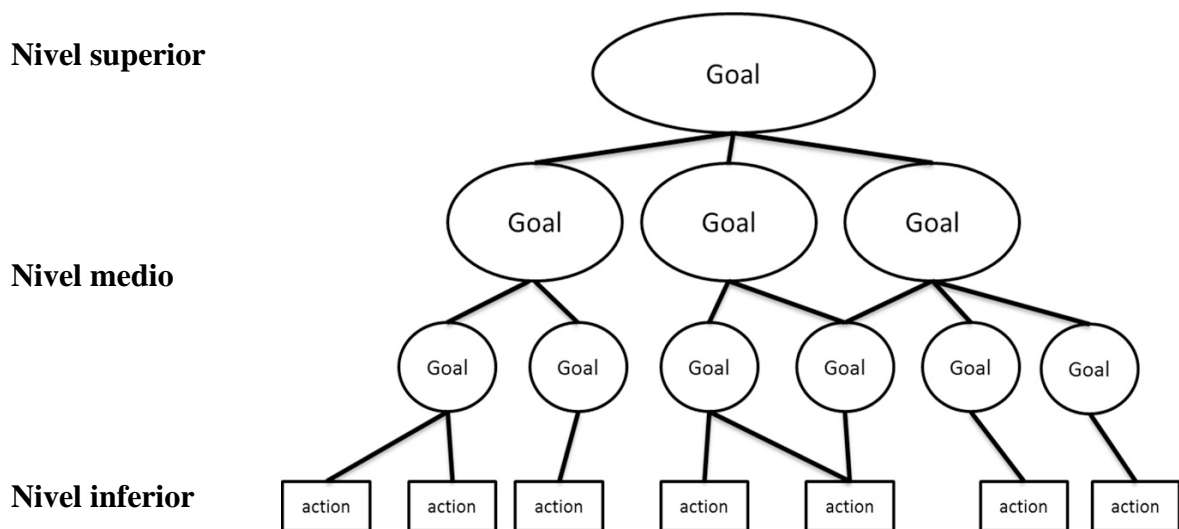 Nivel superior
Goal
Goal Goal Goal
Nivel medio
Goal Goal Goal Goal Goal Goal
Nivel inferior
action action action action action action action